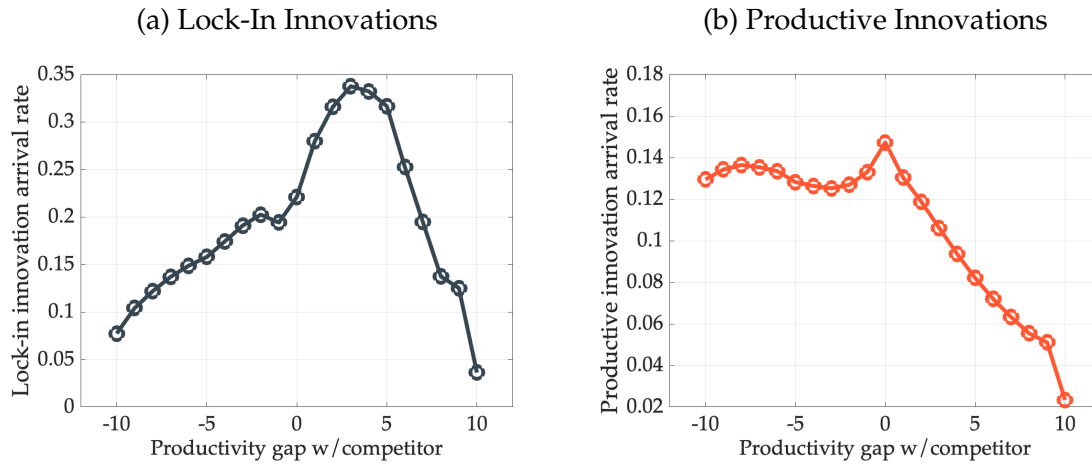 (a) Lock-In Innovations
Lock-in innovation arrival rate
0.35
0.3
0.25
0.2
0.15
0.1
0.05
0
-10 -5 0 5 10
Productivity gap w/competitor
(b) Productive Innovations
Productive innovation arrival rate
0.18
0.16
0.14
0.12
0.1
0.08
0.06
0.04
0.02
-10 -5 0 5 10
Productivity gap w/competitor